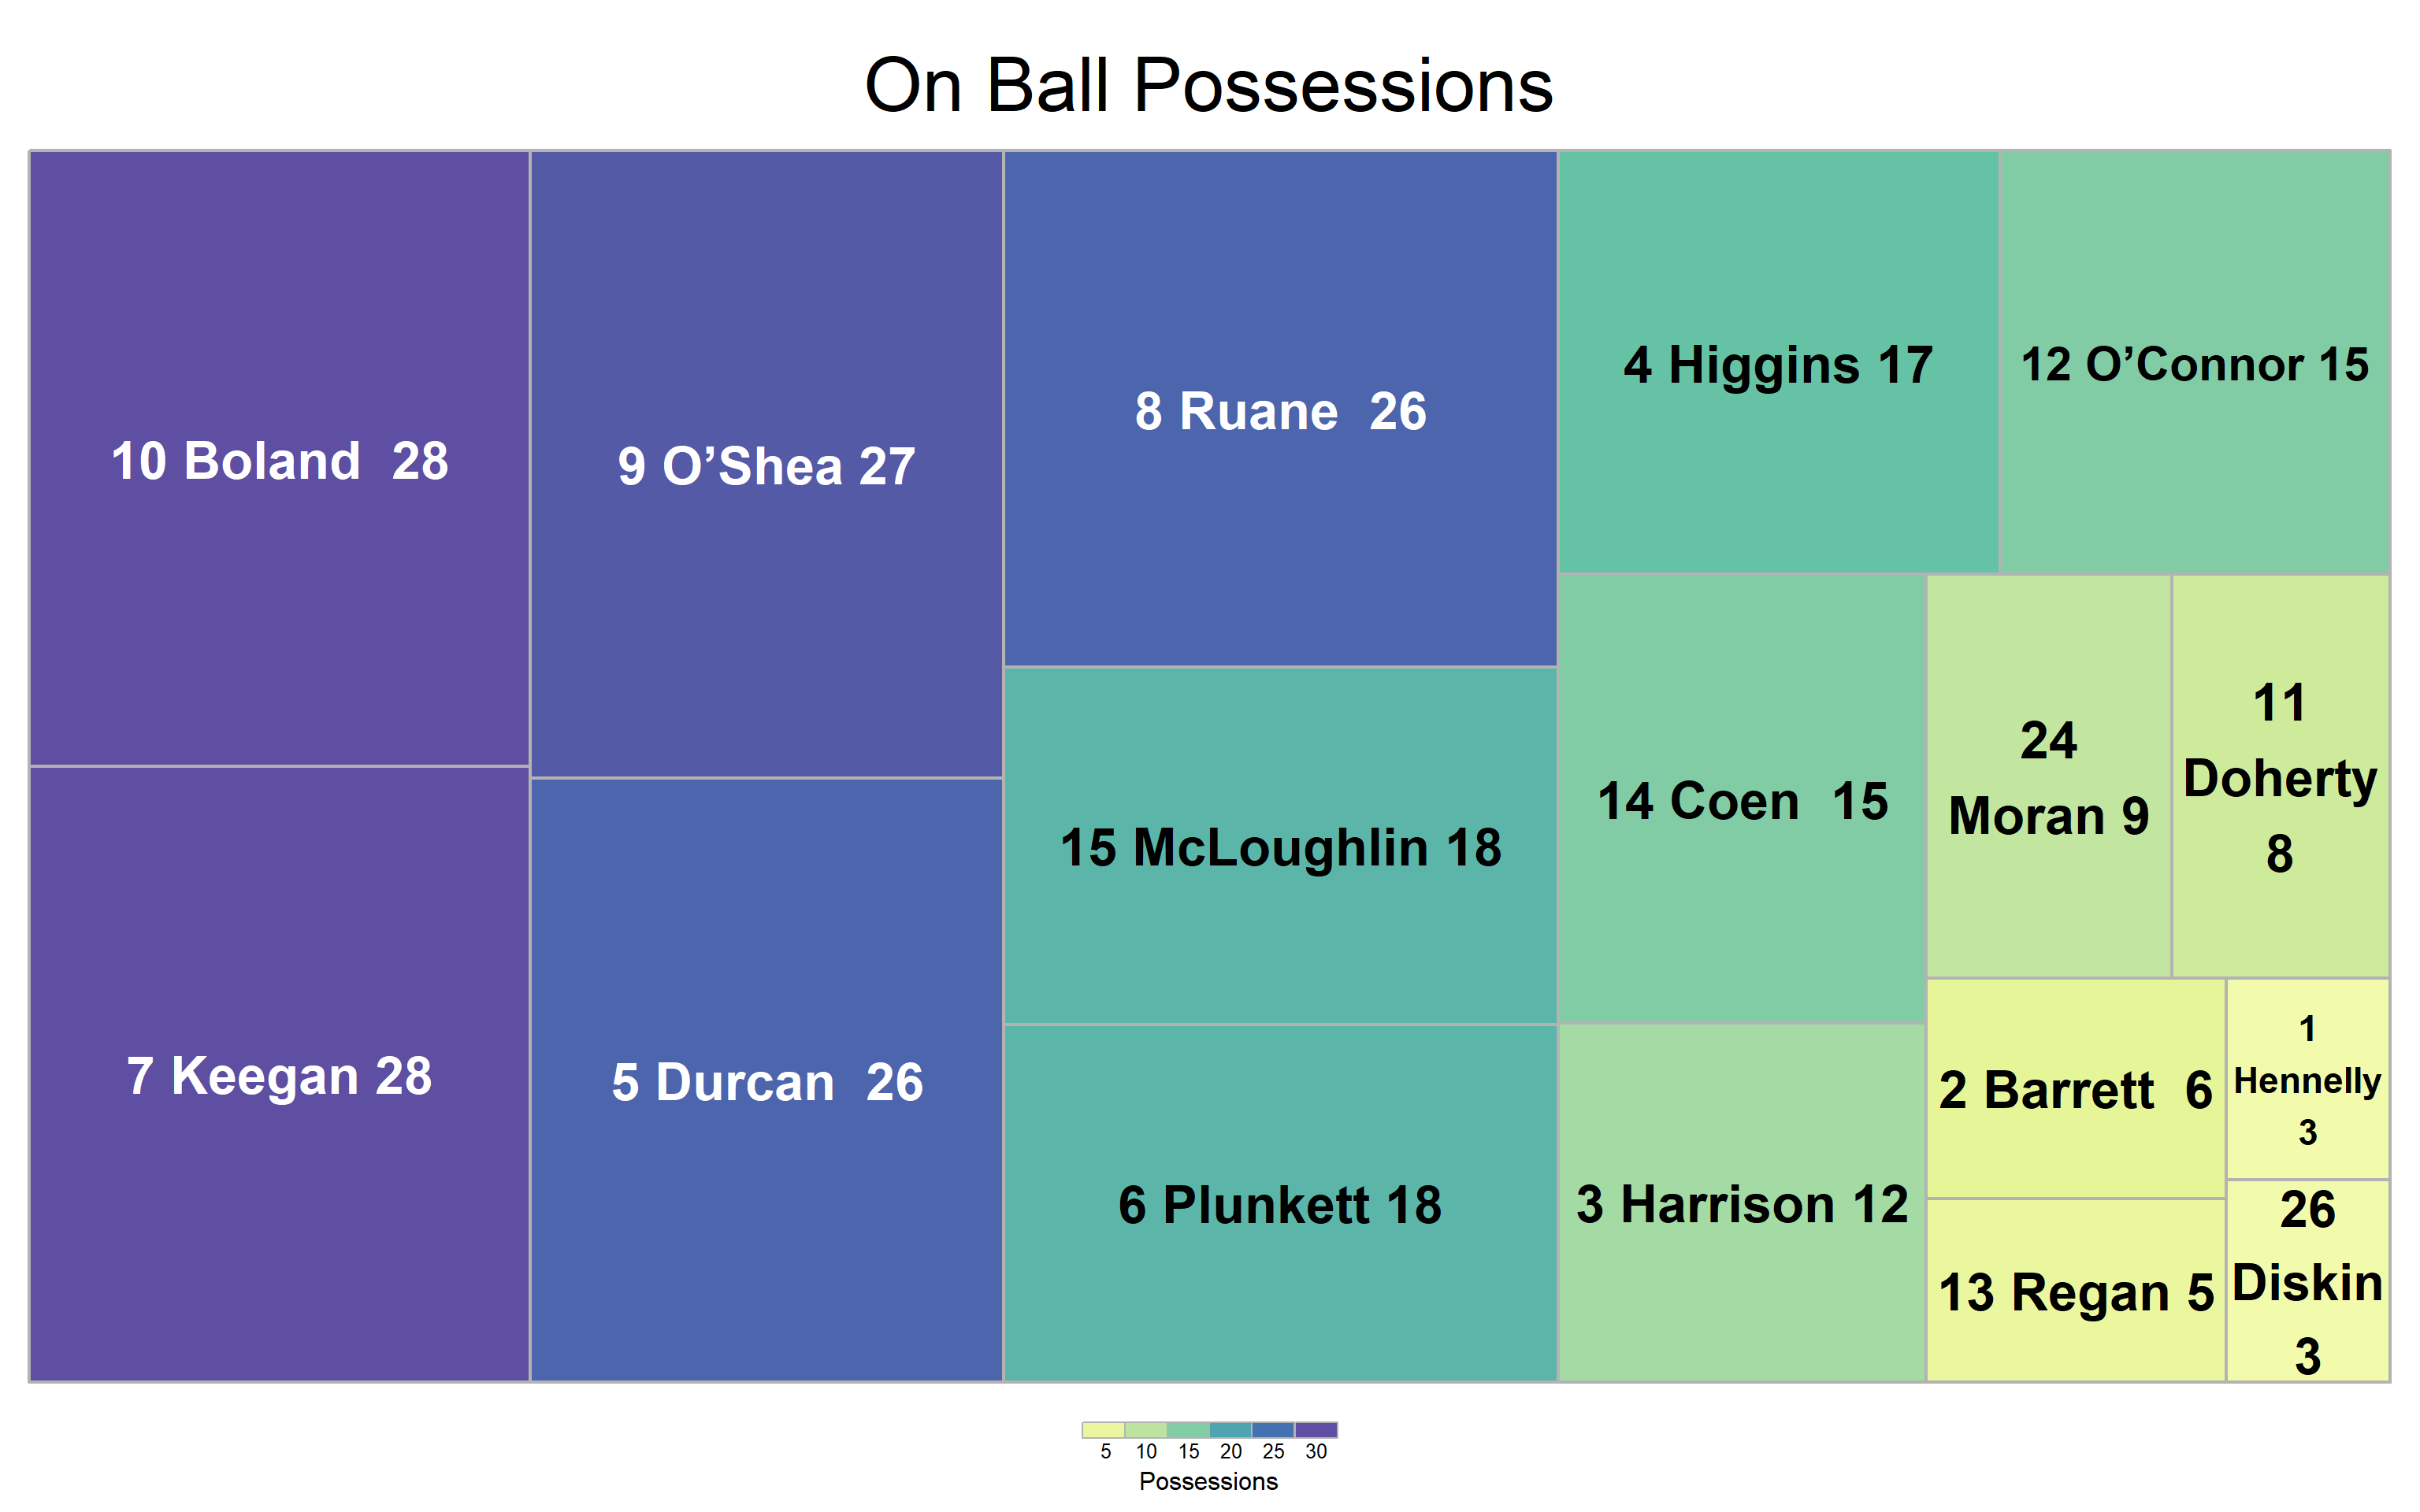 On Ball Possessions
10 Boland  28
7 Keegan 28
9 O’Shea 27
5 Durcan  26
8 Ruane  26
15 McLoughlin 18
6 Plunkett 18
4 Higgins 17
12 O’Connor 15
14 Coen  15
3 Harrison 12
24
Moran 9
11
Doherty
8
2 Barrett  6
13 Regan 5
1
Hennelly
3
26
Diskin
3
5 10 15 20 25 30
Possessions